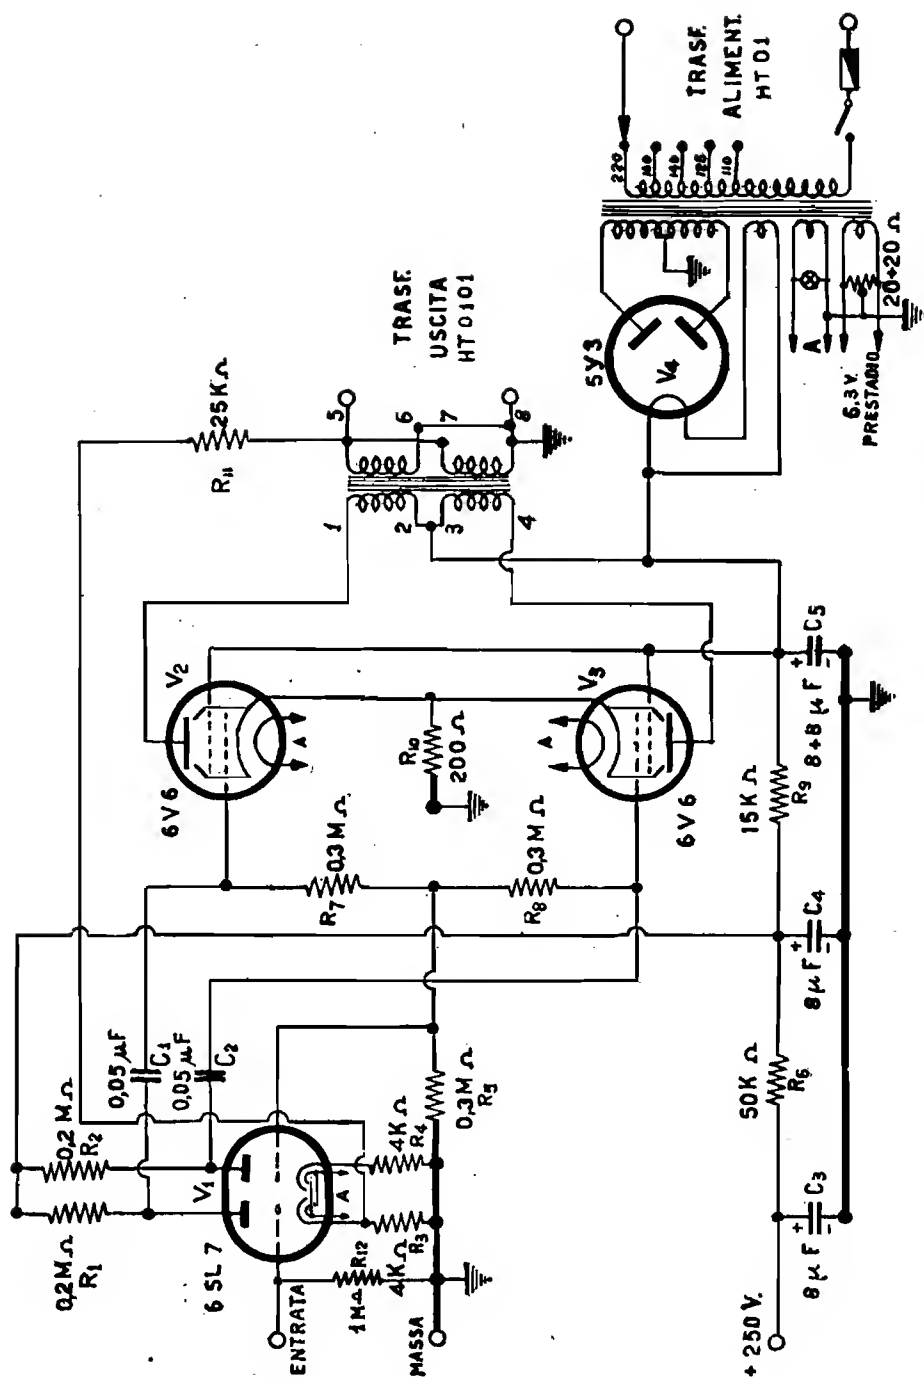 0,2 M Ω
R1
0,2 M Ω
R2
0,05 µF
C1
0,05 µF
C2
V1
6 SL 7
A
ENTRATA
1 MΩ
R12
4K Ω
R3
4K Ω
R4
0,3 M Ω
R5
MASSA
+ 250 V.
8 µ F
C3
+
-
50K Ω
R6
8 µ F
C4
+
-
15K Ω
R9
8+8 µ F
C5
+
-
6V6
V2
A
R7
0,3 M Ω
R8
0,3 M Ω
R10
200 Ω
6V6
V3
A
R11
25K Ω
1
2
3
4
5
6
7
8
TRASF.
USCITA
HT 0101
5Y3
V4
TRASF.
ALIMENT.
HT 01
220
160
140
125
110
A
6,3 V.
PRESTADIO
20+20 Ω